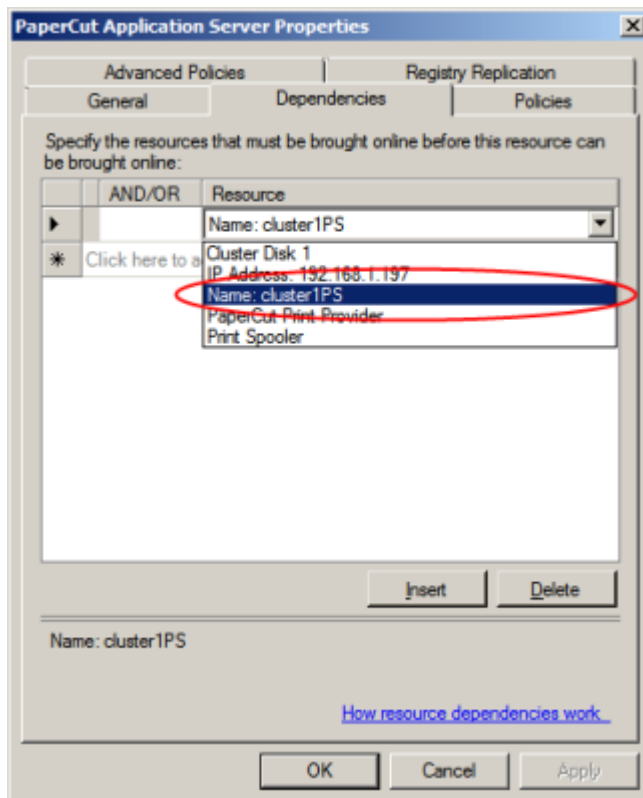 PaperCut Application Server Properties
Advanced Policies Registry Replication
General Dependencies Policies
Specify the resources that must be brought online before this resource can
be brought online:
AND/OR Resource
Name: cluster1PS
Click here to a
Cluster Disk 1
IP Address: 192.168.1.197
Name: cluster1PS
PaperCut Print Provider
Print Spooler
Insert Delete
Name: cluster1PS
How resource dependencies work
OK Cancel Apply